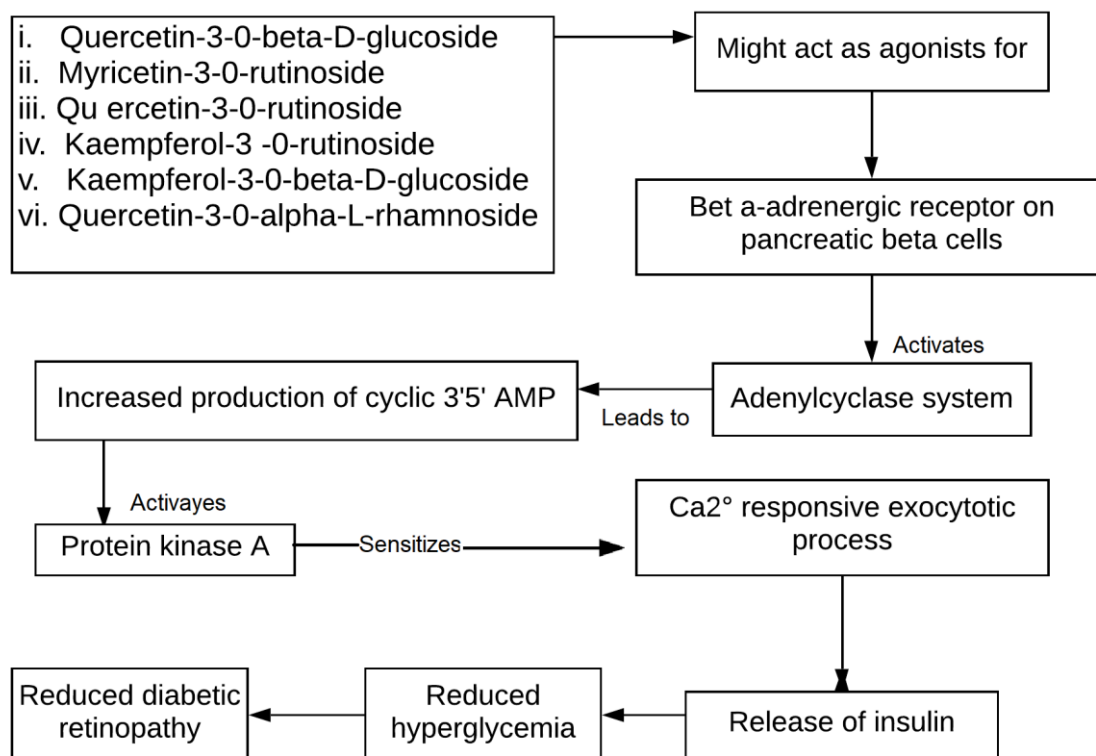 i. Quercetin-3-0-beta-D-glucoside
ii. Myricetin-3-0-rutinoside
iii. Qu ercetin-3-0-rutinoside
iv. Kaempferol-3 -0-rutinoside
v. Kaempferol-3-0-beta-D-glucoside
vi. Quercetin-3-0-alpha-L-rhamnoside
Might act as agonists for
Bet a-adrenergic receptor on
pancreatic beta cells
Activates
Adenylcyclase system
Leads to
Increased production of cyclic 3'5' AMP
Activayes
Protein kinase A
Sensitizes
Ca2° responsive exocytotic
process
Release of insulin
Reduced
hyperglycemia
Reduced diabetic
retinopathy